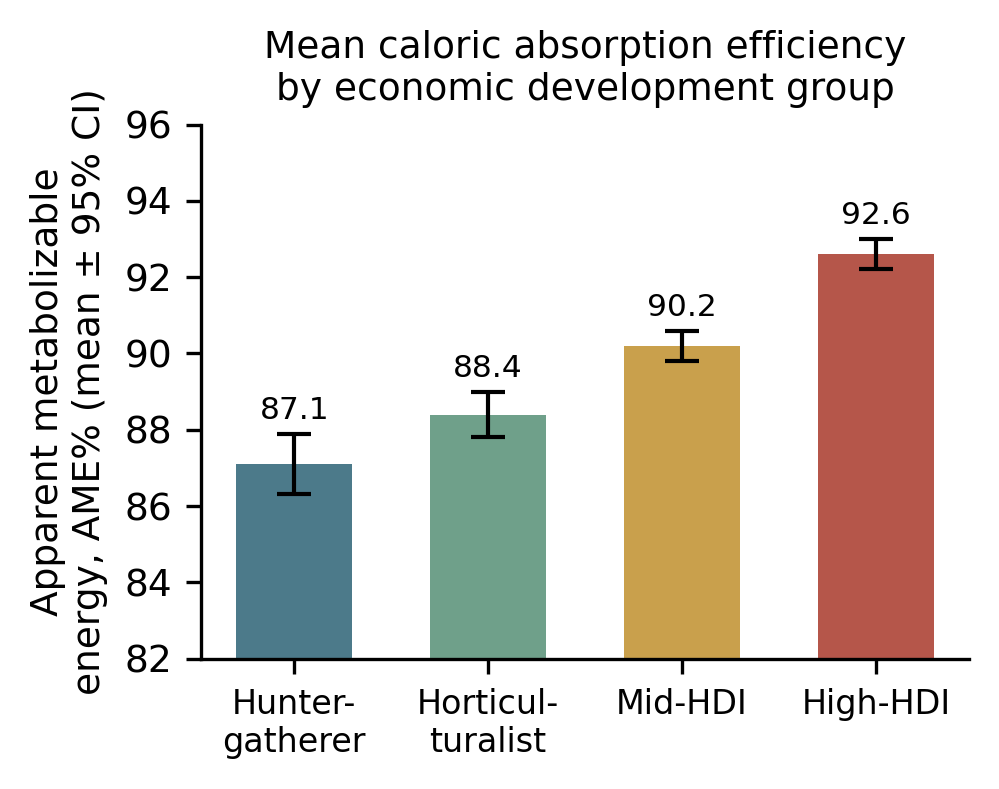 Mean caloric absorption efficiency
by economic development group
Apparent metabolizable
energy, AME% (mean ± 95% CI)
96
94
92
90
88
86
84
82
87.1
88.4
90.2
92.6
Hunter-
gatherer
Horticul-
turalist
Mid-HDI
High-HDI